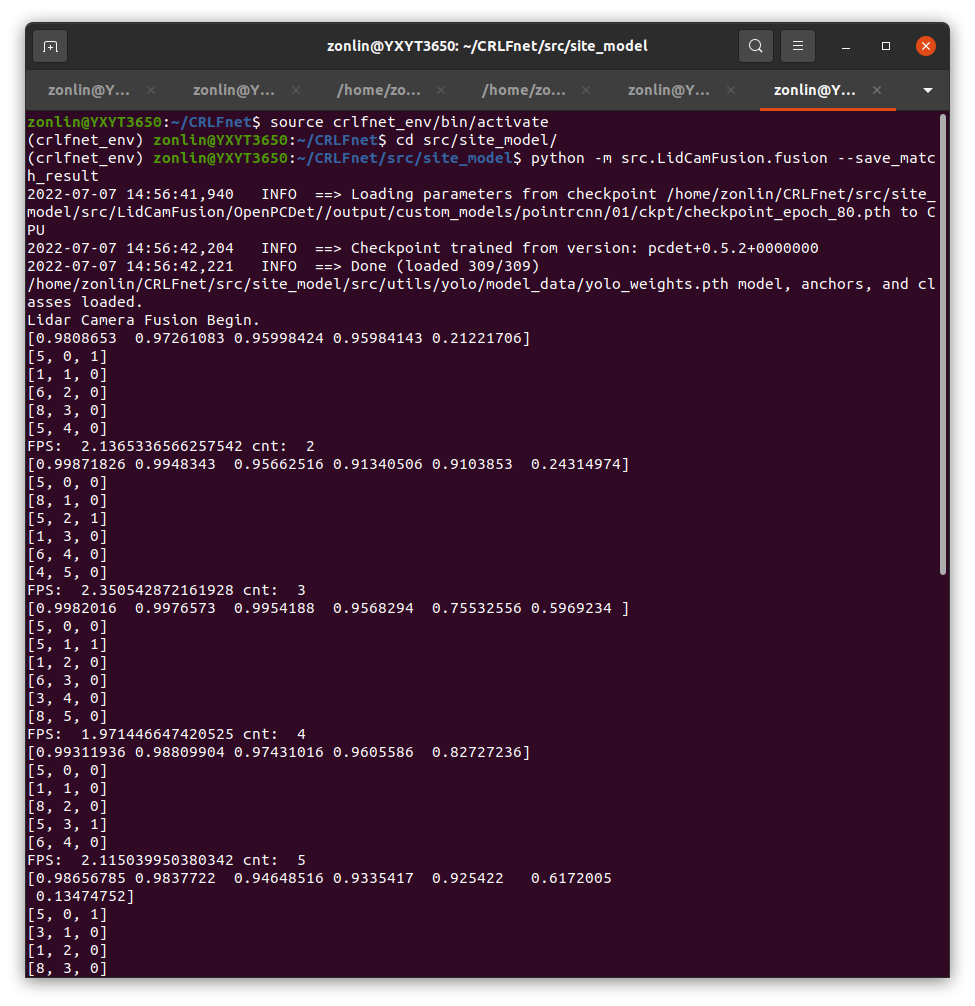 zonlin@YXYT3650: ~/CRLFnet/src/site_model
zonlin@Y...
zonlin@Y...
/home/zo...
/home/zo...
zonlin@Y...
zonlin@Y...
zonlin@YXYT3650:~/CRLFnet$ source crlfnet_env/bin/activate
(crlfnet_env) zonlin@YXYT3650:~/CRLFnet$ cd src/site_model/
(crlfnet_env) zonlin@YXYT3650:~/CRLFnet/src/site_model$ python -m src.LidCamFusion.fusion --save_matc
h_result
2022-07-07 14:56:41,940   INFO  ==> Loading parameters from checkpoint /home/zonlin/CRLFnet/src/site_
model/src/LidCamFusion/OpenPCDet//output/custom_models/pointrcnn/01/ckpt/checkpoint_epoch_80.pth to C
PU
2022-07-07 14:56:42,204   INFO  ==> Checkpoint trained from version: pcdet+0.5.2+0000000
2022-07-07 14:56:42,221   INFO  ==> Done (loaded 309/309)
/home/zonlin/CRLFnet/src/site_model/src/utils/yolo/model_data/yolo_weights.pth model, anchors, and cl
asses loaded.
Lidar Camera Fusion Begin.
[0.9808653  0.97261083 0.95998424 0.95984143 0.21221706]
[5, 0, 1]
[1, 1, 0]
[6, 2, 0]
[8, 3, 0]
[5, 4, 0]
FPS:  2.1365336566257542 cnt:  2
[0.99871826 0.9948343  0.95662516 0.91340506 0.9103853  0.24314974]
[5, 0, 0]
[8, 1, 0]
[5, 2, 1]
[1, 3, 0]
[6, 4, 0]
[4, 5, 0]
FPS:  2.350542872161928 cnt:  3
[0.9982016  0.9976573  0.9954188  0.9568294  0.75532556 0.5969234 ]
[5, 0, 0]
[5, 1, 1]
[1, 2, 0]
[6, 3, 0]
[3, 4, 0]
[8, 5, 0]
FPS:  1.971446647420525 cnt:  4
[0.99311936 0.98809904 0.97431016 0.9605586  0.82727236]
[5, 0, 0]
[1, 1, 0]
[8, 2, 0]
[5, 3, 1]
[6, 4, 0]
FPS:  2.115039950380342 cnt:  5
[0.98656785 0.9837722  0.94648516 0.9335417  0.925422   0.6172005
 0.13474752]
[5, 0, 1]
[3, 1, 0]
[1, 2, 0]
[8, 3, 0]